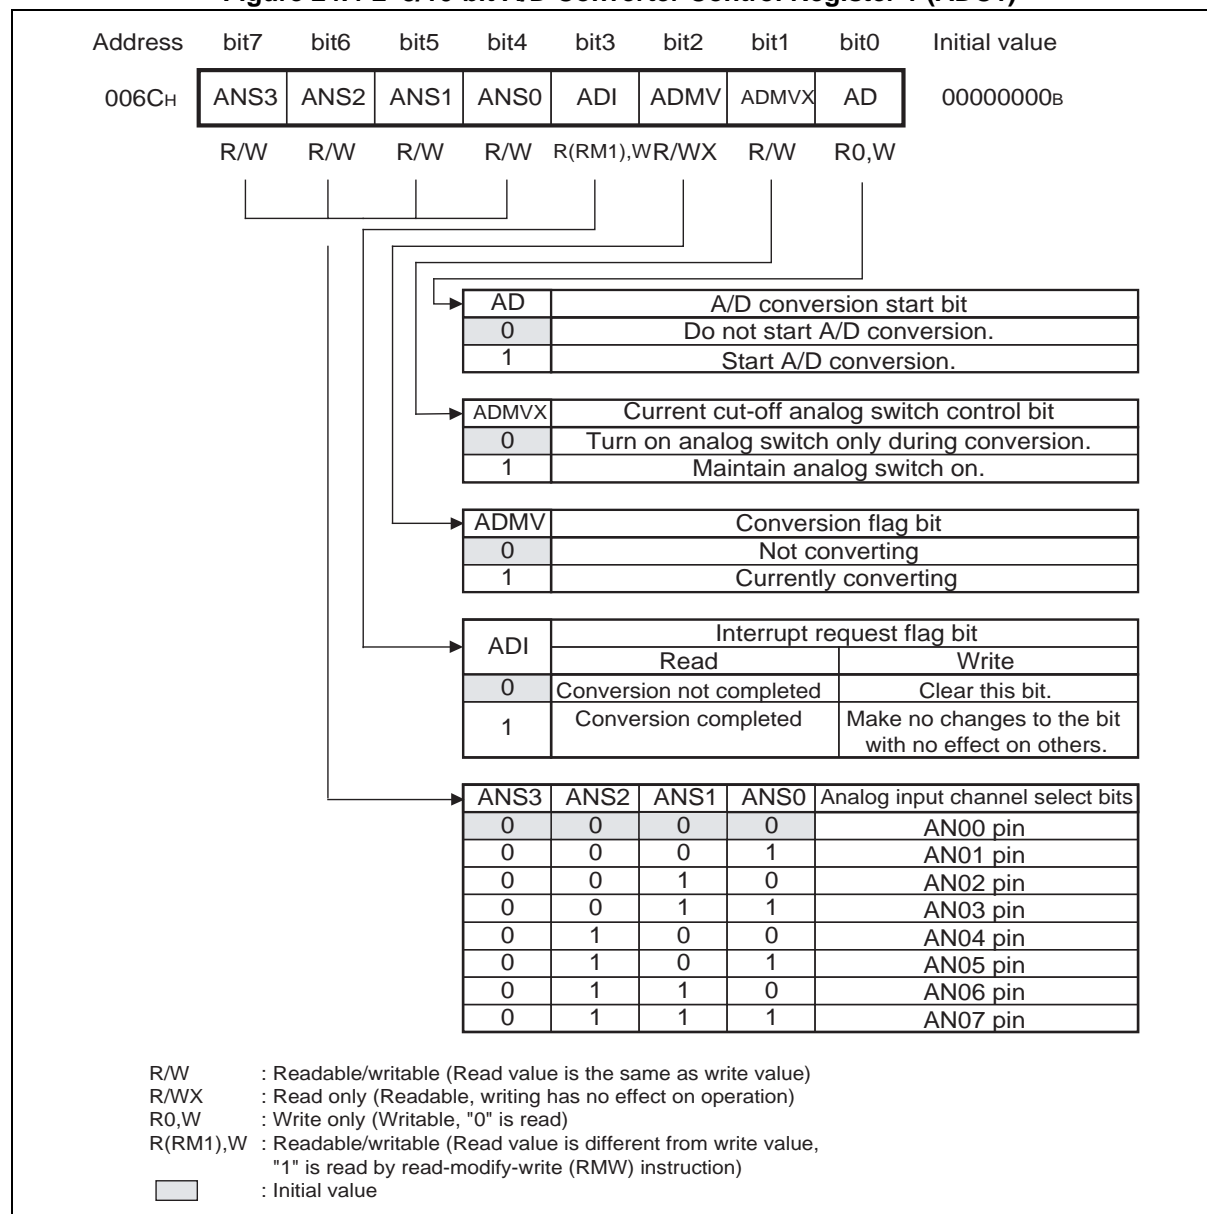 Address bit7 bit6 bit5 bit4 bit3 bit2 bit1 bit0 Initial value
006CH ANS3 ANS2 ANS1 ANS0 ADI ADMV ADMVX AD 00000000B
R/W R/W R/W R/W R(RM1),W R/WX R/W R0,W
AD A/D conversion start bit
0 Do not start A/D conversion.
1 Start A/D conversion.
ADMVX Current cut-off analog switch control bit
0 Turn on analog switch only during conversion.
1 Maintain analog switch on.
ADMV Conversion flag bit
0 Not converting
1 Currently converting
ADI Interrupt request flag bit
Read Write
0 Conversion not completed Clear this bit.
1 Conversion completed Make no changes to the bit
with no effect on others.
ANS3 ANS2 ANS1 ANS0 Analog input channel select bits
0 0 0 0 AN00 pin
0 0 0 1 AN01 pin
0 0 1 0 AN02 pin
0 0 1 1 AN03 pin
0 1 0 0 AN04 pin
0 1 0 1 AN05 pin
0 1 1 0 AN06 pin
0 1 1 1 AN07 pin
R/W : Readable/writable (Read value is the same as write value)
R/WX : Read only (Readable, writing has no effect on operation)
R0,W : Write only (Writable, "0" is read)
R(RM1),W : Readable/writable (Read value is different from write value,
"1" is read by read-modify-write (RMW) instruction)
: Initial value